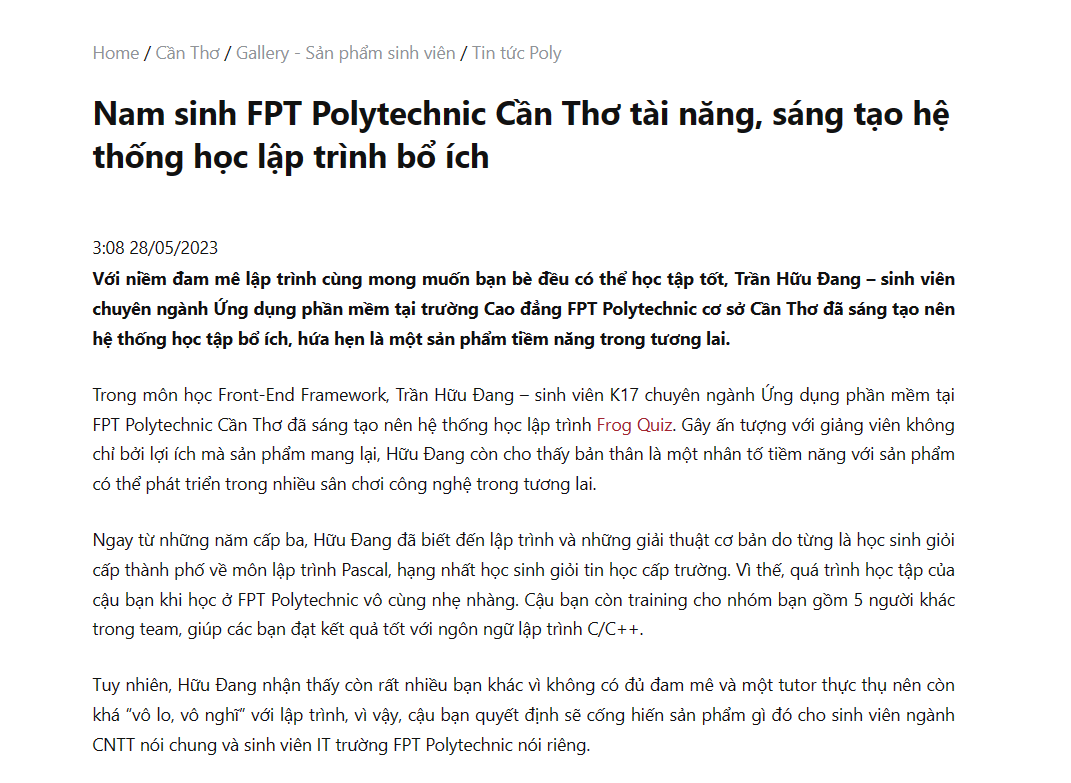 Home / Cần Thơ / Gallery - Sản phẩm sinh viên / Tin tức Poly
Nam sinh FPT Polytechnic Cần Thơ tài năng, sáng tạo hệ
thống học lập trình bổ ích
3:08 28/05/2023
Với niềm đam mê lập trình cùng mong muốn bạn bè đều có thể học tập tốt, Trần Hữu Đang – sinh viên
chuyên ngành Ứng dụng phần mềm tại trường Cao đẳng FPT Polytechnic cơ sở Cần Thơ đã sáng tạo nên
hệ thống học tập bổ ích, hứa hẹn là một sản phẩm tiềm năng trong tương lai.
Trong môn học Front-End Framework, Trần Hữu Đang – sinh viên K17 chuyên ngành Ứng dụng phần mềm tại
FPT Polytechnic Cần Thơ đã sáng tạo nên hệ thống học lập trình Frog Quiz. Gây ấn tượng với giảng viên không
chỉ bởi lợi ích mà sản phẩm mang lại, Hữu Đang còn cho thấy bản thân là một nhân tố tiềm năng với sản phẩm
có thể phát triển trong nhiều sân chơi công nghệ trong tương lai.
Ngay từ những năm cấp ba, Hữu Đang đã biết đến lập trình và những giải thuật cơ bản do từng là học sinh giỏi
cấp thành phố về môn lập trình Pascal, hạng nhất học sinh giỏi tin học cấp trường. Vì thế, quá trình học tập của
cậu bạn khi học ở FPT Polytechnic vô cùng nhẹ nhàng. Cậu bạn còn training cho nhóm bạn gồm 5 người khác
trong team, giúp các bạn đạt kết quả tốt với ngôn ngữ lập trình C/C++.
Tuy nhiên, Hữu Đang nhận thấy còn rất nhiều bạn khác vì không có đủ đam mê và một tutor thực thụ nên còn
khá “vô lo, vô nghĩ” với lập trình, vì vậy, cậu bạn quyết định sẽ cống hiến sản phẩm gì đó cho sinh viên ngành
CNTT nói chung và sinh viên IT trường FPT Polytechnic nói riêng.